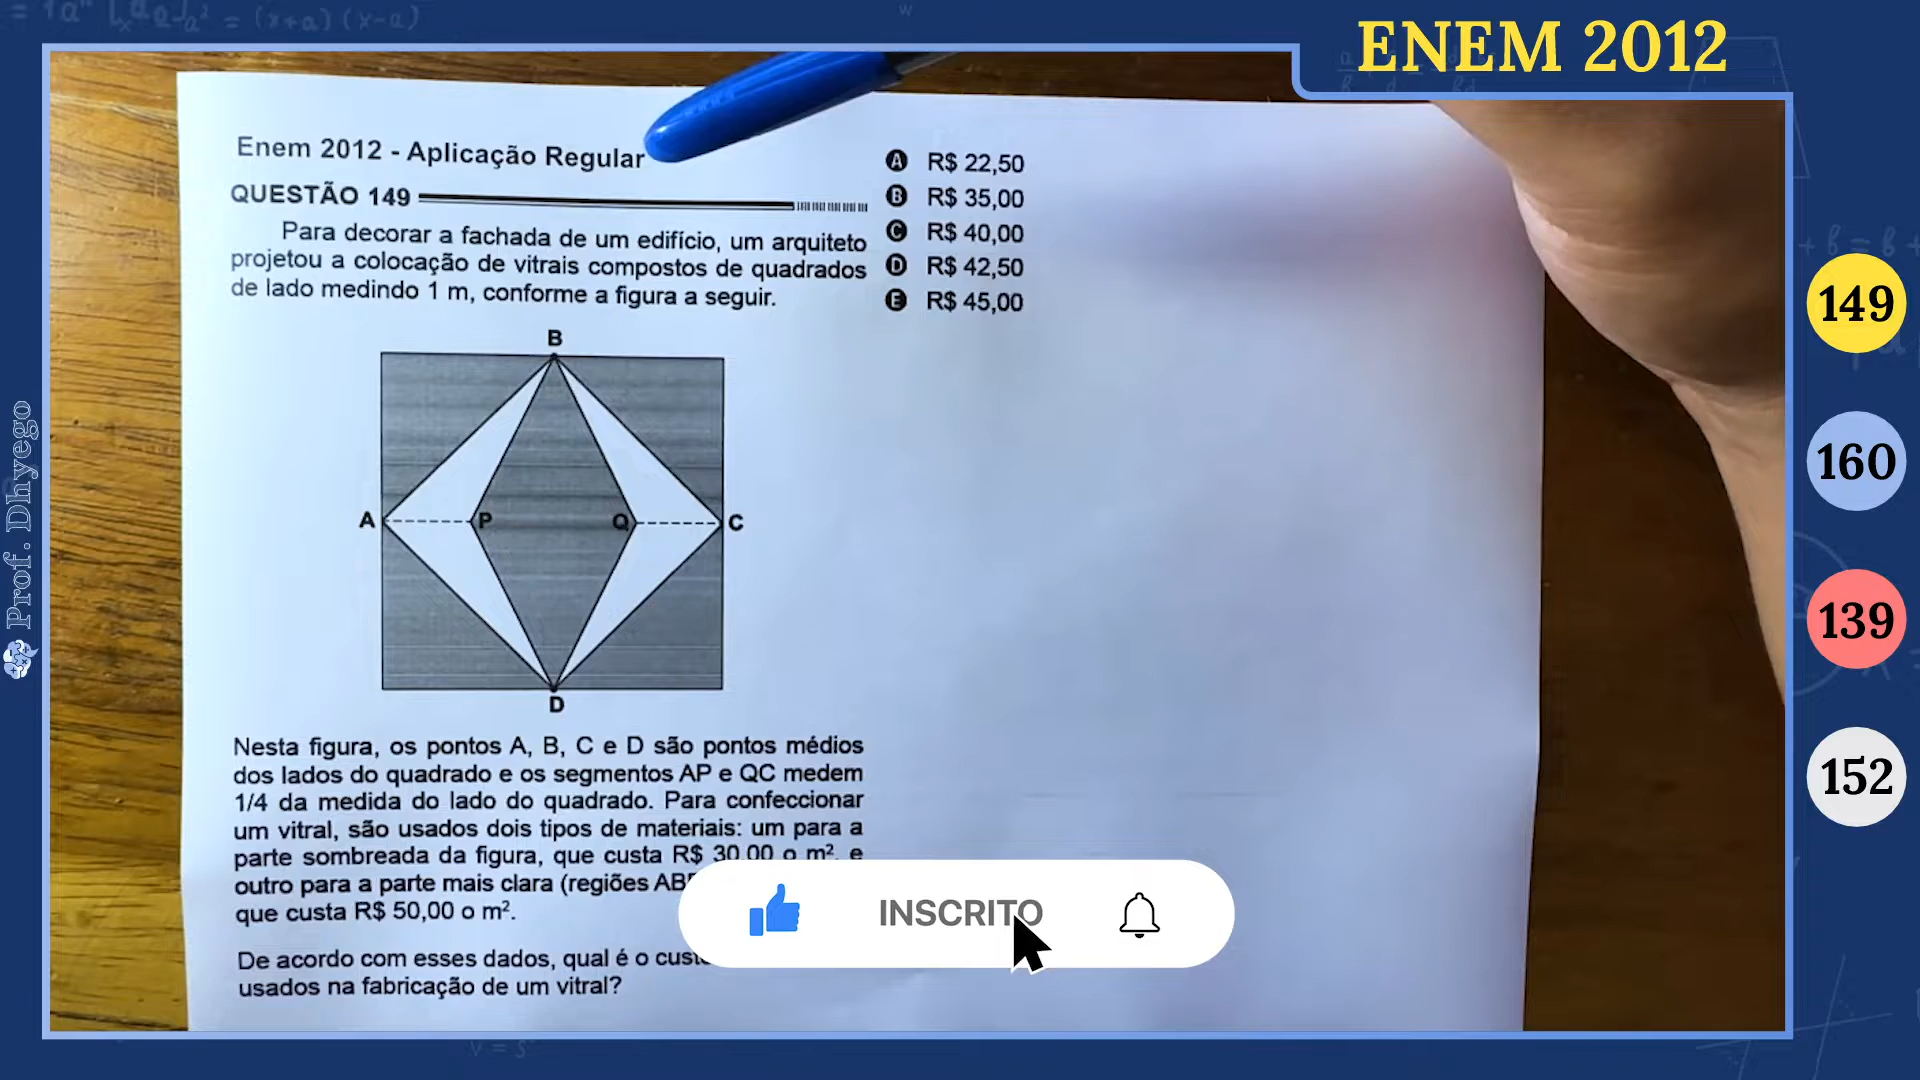 ENEM 2012
Enem 2012 - Aplicação Regular
QUESTÃO 149
Para decorar a fachada de um edifício, um arquiteto
projetou a colocação de vitrais compostos de quadrados
de lado medindo 1 m, conforme a figura a seguir.
B
A
P
Q
C
D
Nesta figura, os pontos A, B, C e D são pontos médios
dos lados do quadrado e os segmentos AP e QC medem
1/4 da medida do lado do quadrado. Para confeccionar
um vitral, são usados dois tipos de materiais: um para a
parte sombreada da figura, que custa R$ 30,00 o m², e
outro para a parte mais clara (regiões
que custa R$ 50,00 o m².
De acordo com esses dados, qual é o
usados na fabricação de um vitral?
A R$ 22,50
B R$ 35,00
C R$ 40,00
D R$ 42,50
E R$ 45,00
INSCRITO
149
160
139
152
Prof. Dhyego